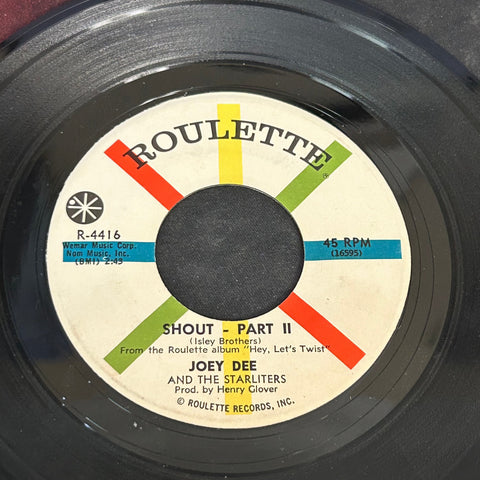 ROULETTE
®
R-4416
Wemar Music Corp.
Nom Music, Inc.
(BMI) 2:45
45 RPM
(16595)
SHOUT - PART II
(Isley Brothers)
From the Roulette album "Hey, Let's Twist"
JOEY DEE
AND THE STARLITERS
Prod. by Henry Glover
© ROULETTE RECORDS, INC.